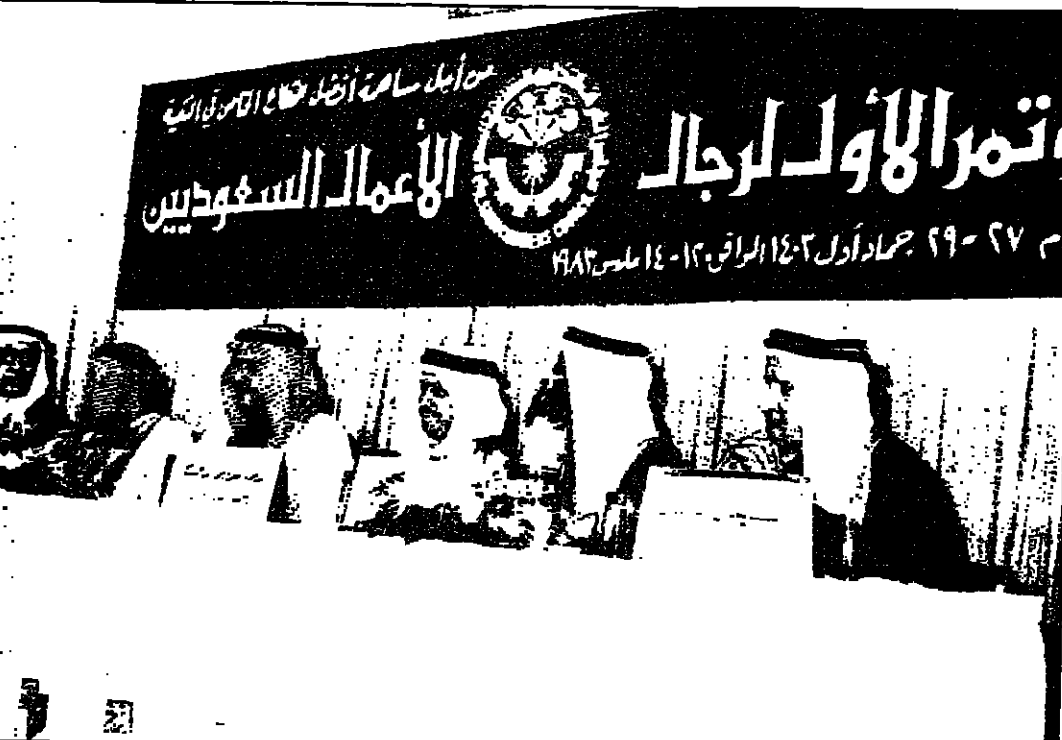 من أجل مساهمة أفضل للقطاع الخاص في التنمية
تمر الأول لرجال الأعمال السعوديين
م ٢٧ - ٢٩ جماد أول ١٤٠٣ الموافق ١٢ - ١٤ مارس ١٩٨٣